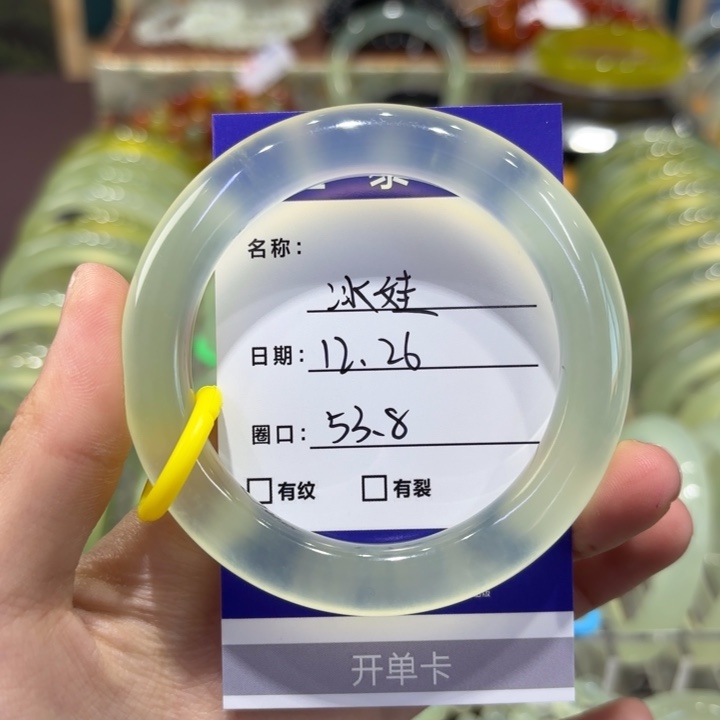 名称：
冰娃
日期：12.26
圈口：53.8
□有纹 □有裂
开单卡